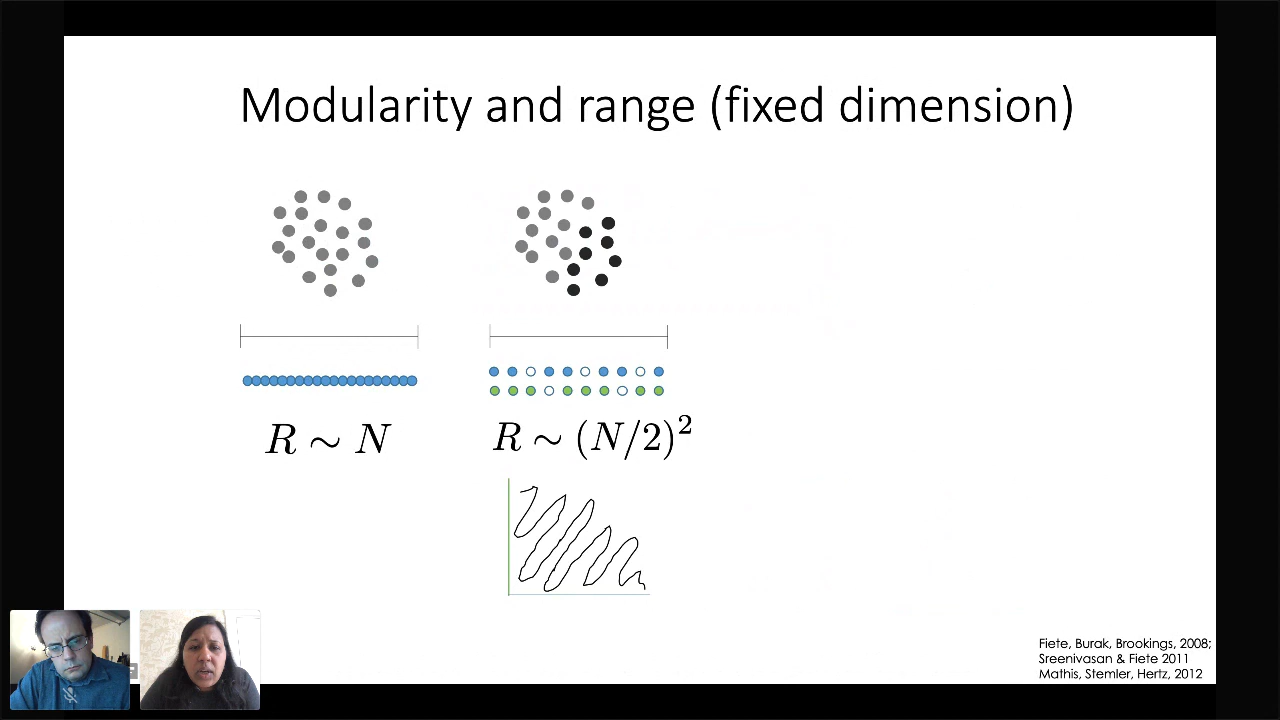 Modularity and range (fixed dimension)
R ∼ N
R ∼ (N/2)²
Fiete, Burak, Brookings, 2008;
Sreenivasan & Fiete 2011
Mathis, Stemler, Hertz, 2012